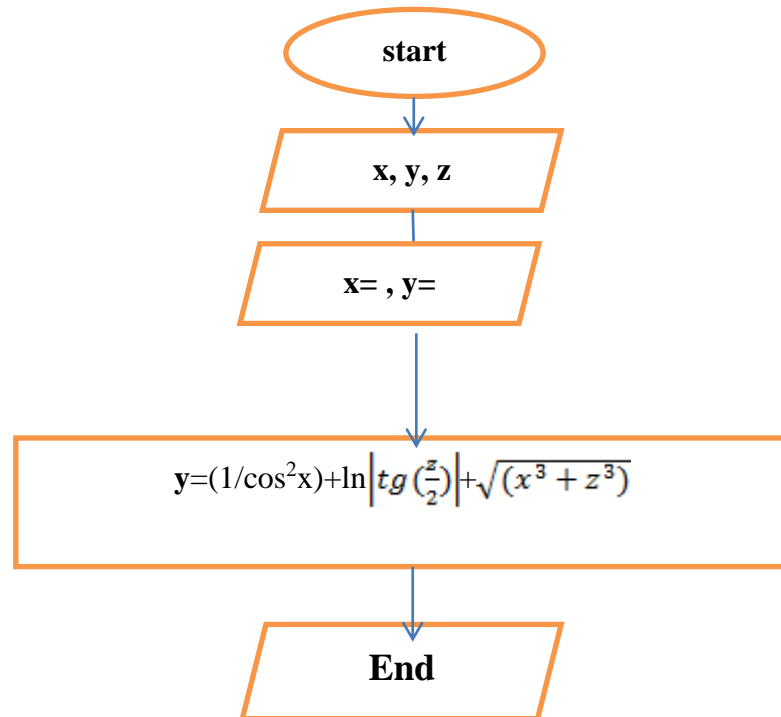 start
x, y, z
x= , y=
y=(1/cos²x)+ln|tg(z/2)|+√(x³ + z³)
End